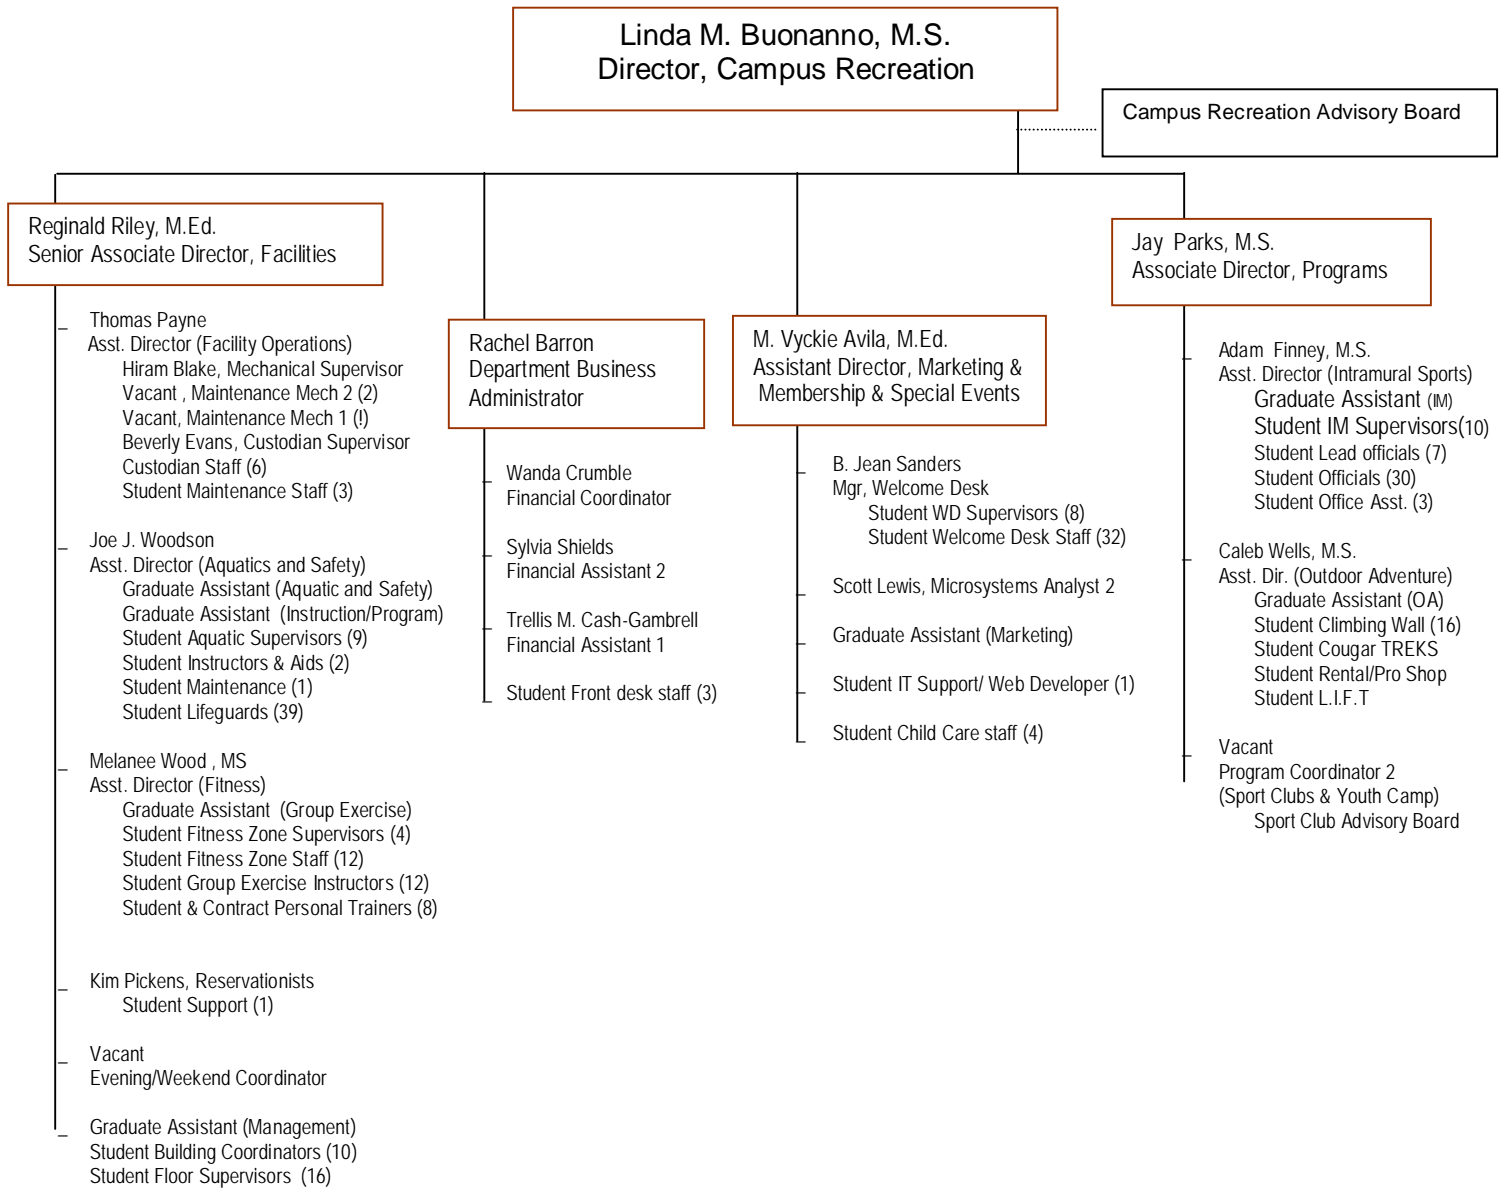 Linda M. Buonanno, M.S.
Director, Campus Recreation
Campus Recreation Advisory Board
Reginald Riley, M.Ed.
Senior Associate Director, Facilities
Thomas Payne
Asst. Director (Facility Operations)
Hiram Blake, Mechanical Supervisor
Vacant , Maintenance Mech 2 (2)
Vacant, Maintenance Mech 1 (!)
Beverly Evans, Custodian Supervisor
Custodian Staff (6)
Student Maintenance Staff (3)
Joe J. Woodson
Asst. Director (Aquatics and Safety)
Graduate Assistant (Aquatic and Safety)
Graduate Assistant (Instruction/Program)
Student Aquatic Supervisors (9)
Student Instructors & Aids (2)
Student Maintenance (1)
Student Lifeguards (39)
Melanee Wood , MS
Asst. Director (Fitness)
Graduate Assistant (Group Exercise)
Student Fitness Zone Supervisors (4)
Student Fitness Zone Staff (12)
Student Group Exercise Instructors (12)
Student & Contract Personal Trainers (8)
Kim Pickens, Reservationists
Student Support (1)
Vacant
Evening/Weekend Coordinator
Graduate Assistant (Management)
Student Building Coordinators (10)
Student Floor Supervisors (16)
Rachel Barron
Department Business
Administrator
Wanda Crumble
Financial Coordinator
Sylvia Shields
Financial Assistant 2
Trellis M. Cash-Gambrell
Financial Assistant 1
Student Front desk staff (3)
M. Vyckie Avila, M.Ed.
Assistant Director, Marketing &
Membership & Special Events
B. Jean Sanders
Mgr, Welcome Desk
Student WD Supervisors (8)
Student Welcome Desk Staff (32)
Scott Lewis, Microsystems Analyst 2
Graduate Assistant (Marketing)
Student IT Support/ Web Developer (1)
Student Child Care staff (4)
Jay Parks, M.S.
Associate Director, Programs
Adam Finney, M.S.
Asst. Director (Intramural Sports)
Graduate Assistant (IM)
Student IM Supervisors(10)
Student Lead officials (7)
Student Officials (30)
Student Office Asst. (3)
Caleb Wells, M.S.
Asst. Dir. (Outdoor Adventure)
Graduate Assistant (OA)
Student Climbing Wall (16)
Student Cougar TREKS
Student Rental/Pro Shop
Student L.I.F.T
Vacant
Program Coordinator 2
(Sport Clubs & Youth Camp)
Sport Club Advisory Board